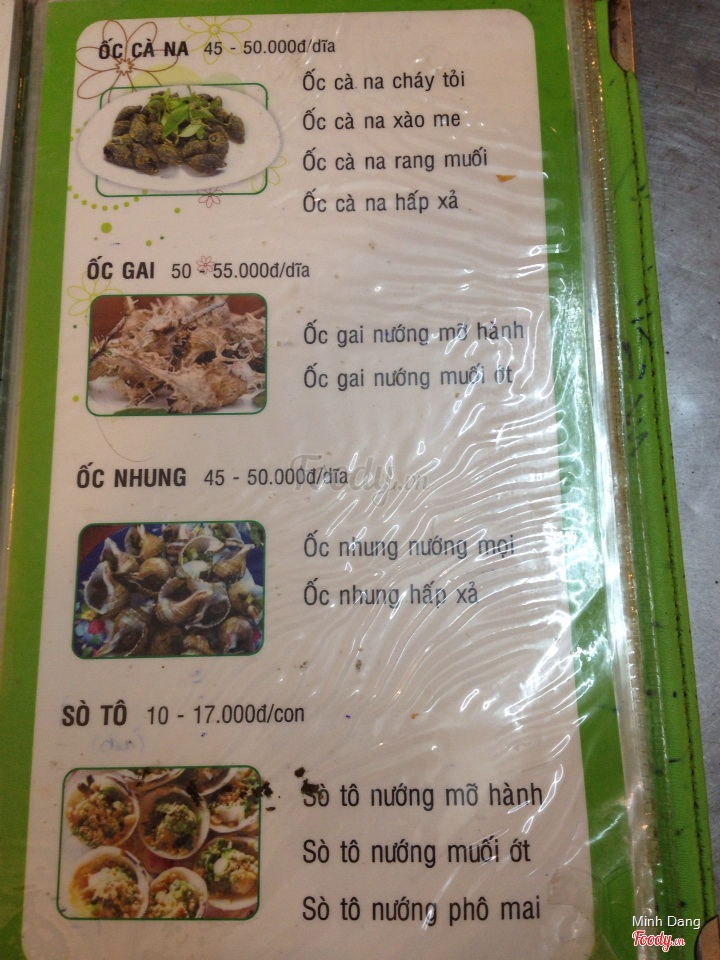 ỐC CÀ NA 45 - 50.000đ/dĩa
Ốc cà na cháy tỏi
Ốc cà na xào me
Ốc cà na rang muối
Ốc cà na hấp xả
ỐC GAI 50 - 55.000đ/dĩa
Ốc gai nướng mỡ hành
Ốc gai nướng muối ớt
ỐC NHUNG 45 - 50.000đ/dĩa
Foody.vn
Ốc nhung nướng mọi
Ốc nhung hấp xả
SÒ TÔ 10 - 17.000đ/con
Sò tô nướng mỡ hành
Sò tô nướng muối ớt
Sò tô nướng phô mai
Minh Dang
Foody.vn